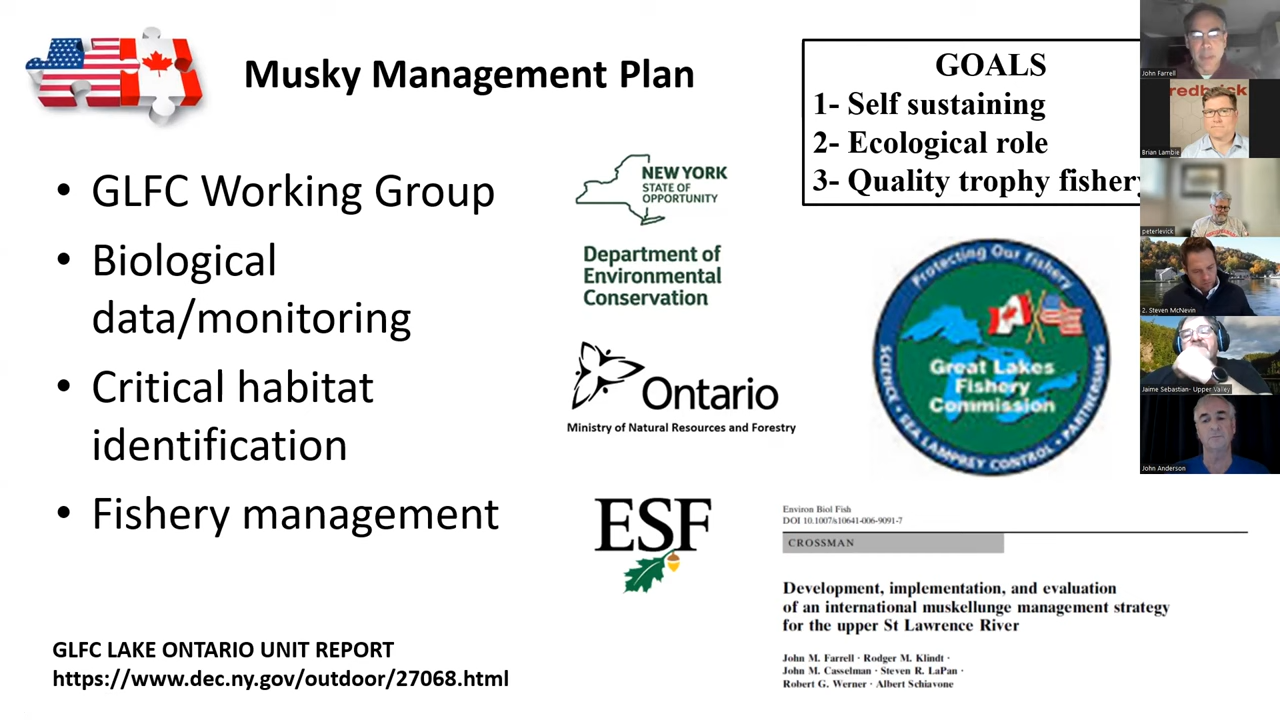 Musky Management Plan
• GLFC Working Group
• Biological
data/monitoring
• Critical habitat
identification
• Fishery management
GLFC LAKE ONTARIO UNIT REPORT
https://www.dec.ny.gov/outdoor/27068.html
NEW YORK
STATE OF
OPPORTUNITY
Department of
Environmental
Conservation
Ontario
Ministry of Natural Resources and Forestry
ESF
GOALS
1- Self sustaining
2- Ecological role
3- Quality trophy fishery
Protecting Our Fishery
Great Lakes
Fishery
Commission
SCIENCE • SEA LAMPREY CONTROL • PARTNERSHIPS
Environ Biol Fish
DOI 10.1007/s10641-006-9091-7
CROSSMAN
Development, implementation, and evaluation
of an international muskellunge management strategy
for the upper St Lawrence River
John M. Farrell · Rodger M. Klindt ·
John M. Casselman · Steven R. LaPan ·
Robert G. Werner · Albert Schiavone
John Farrell
redbrick
Brian Lambie
peterlevick
2. Steven McNevin
Jaime Sebastian- Upper Valley
John Anderson